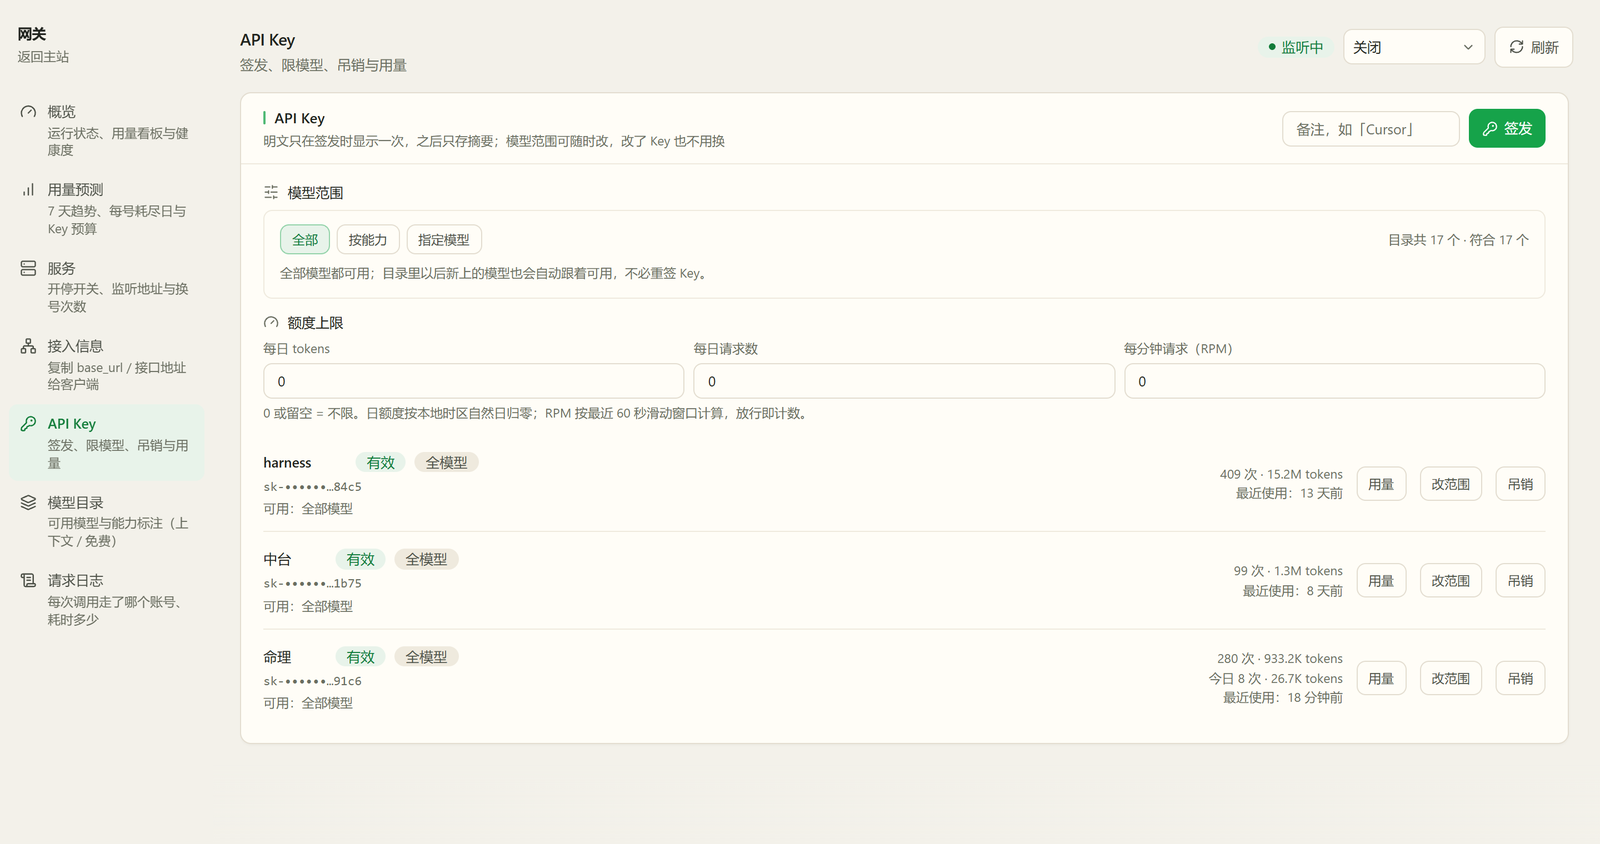 网关
返回主站
概览
运行状态、用量看板与健
康度
用量预测
7 天趋势、每号耗尽日与
Key 预算
服务
开停开关、监听地址与换
号次数
接入信息
复制 base_url / 接口地址
给客户端
API Key
签发、限模型、吊销与用
量
模型目录
可用模型与能力标注（上
下文 / 免费）
请求日志
每次调用走了哪个账号、
耗时多少
API Key
签发、限模型、吊销与用量
监听中
关闭
刷新
API Key
明文只在签发时显示一次，之后只存摘要；模型范围可随时改，改了 Key 也不用换
备注，如「Cursor」
签发
模型范围
全部 按能力 指定模型
目录共 17 个 · 符合 17 个
全部模型都可用；目录里以后新上的模型也会自动跟着可用，不必重签 Key。
额度上限
每日 tokens 每日请求数 每分钟请求（RPM）
0 0 0
0 或留空 = 不限。日额度按本地时区自然日归零；RPM 按最近 60 秒滑动窗口计算，放行即计数。
harness 有效 全模型
sk-••••••…84c5
可用：全部模型
409 次 · 15.2M tokens
最近使用：13 天前
用量 改范围 吊销
中台 有效 全模型
sk-••••••…1b75
可用：全部模型
99 次 · 1.3M tokens
最近使用：8 天前
用量 改范围 吊销
命理 有效 全模型
sk-••••••…91c6
可用：全部模型
280 次 · 933.2K tokens
今日 8 次 · 26.7K tokens
最近使用：18 分钟前
用量 改范围 吊销